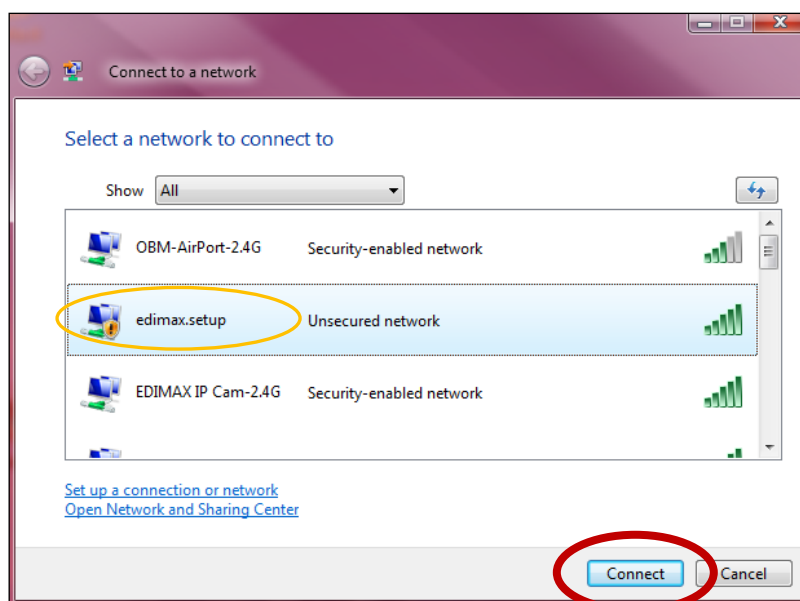 Connect to a network
Select a network to connect to
Show All
OBM-AirPort-2.4G Security-enabled network
edimax.setup Unsecured network
EDIMAX IP Cam-2.4G Security-enabled network
Set up a connection or network
Open Network and Sharing Center
Connect Cancel